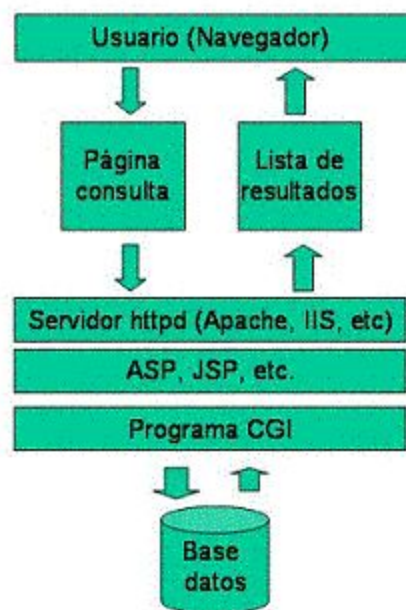 Usuario (Navegador)
Página
consulta
Lista de
resultados
Servidor httpd (Apache, IIS, etc)
ASP, JSP, etc.
Programa CGI
Base
datos